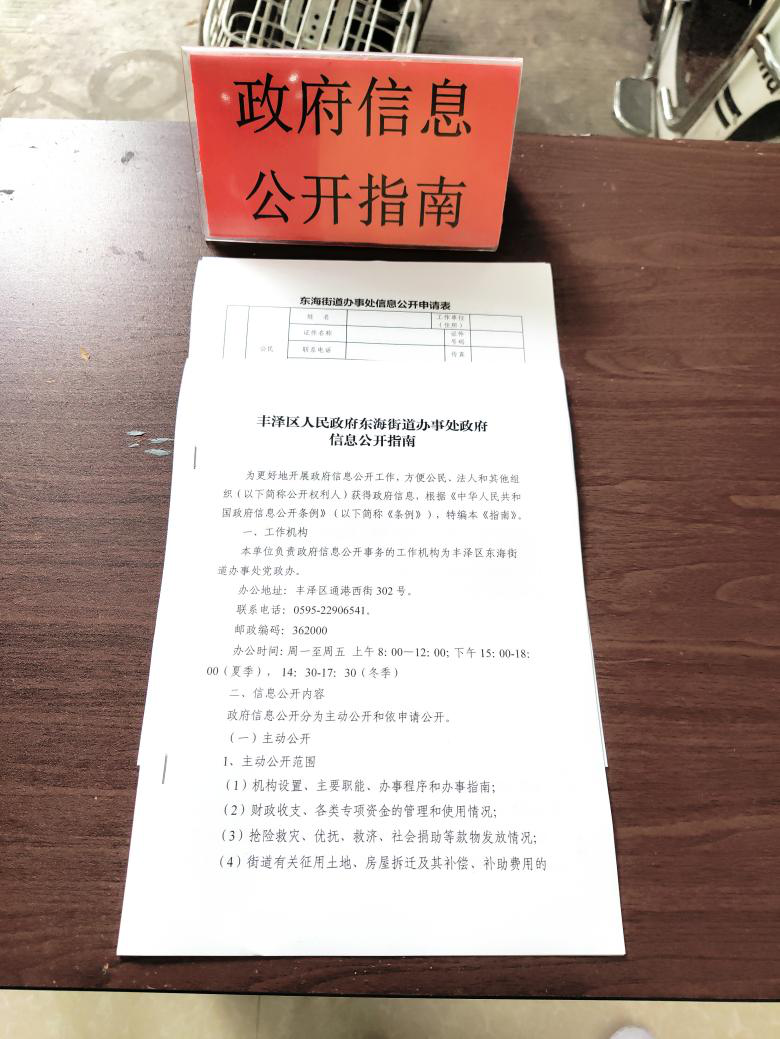 政府信息
公开指南
东海街道办事处信息公开申请表
姓 名
工作单位
(住所)
证件名称
证件
号码
公民
联系电话
传真
丰泽区人民政府东海街道办事处政府
信息公开指南
为更好地开展政府信息公开工作,方便公民、法人和其他组
织(以下简称公开权利人)获得政府信息,根据《中华人民共和
国政府信息公开条例》(以下简称《条例》),特编本《指南》。
一、工作机构
本单位负责政府信息公开事务的工作机构为丰泽区东海街
道办事处党政办。
办公地址: 丰泽区通港西街 302 号。
联系电话: 0595-22906541。
邮政编码: 362000
办公时间: 周一至周五 上午 8: 00—12: 00; 下午 15: 00-18:
00(夏季), 14: 30-17: 30(冬季)
二、信息公开内容
政府信息公开分为主动公开和依申请公开。
(一)主动公开
1、主动公开范围
(1)机构设置、主要职能、办事程序和办事指南;
(2)财政收支、各类专项资金的管理和使用情况;
(3)抢险救灾、优抚、救济、社会捐助等款物发放情况;
(4)街道有关征用土地、房屋拆迁及其补偿、补助费用的